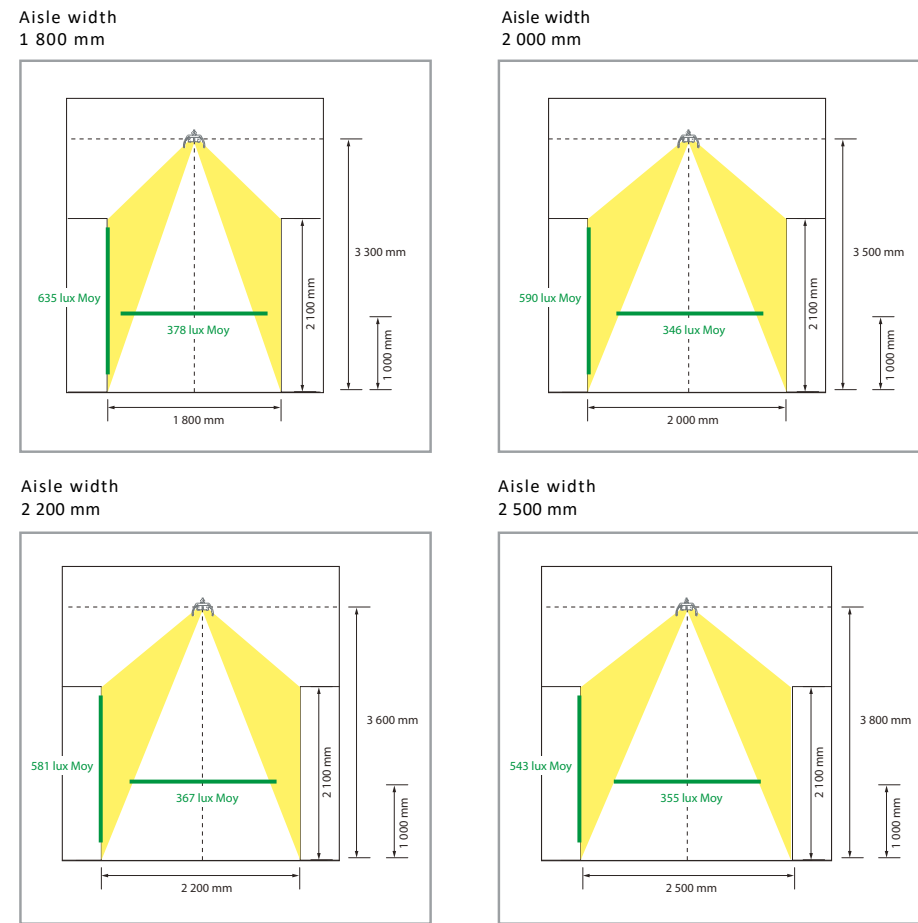 Aisle width
1 800 mm
635 lux Moy
378 lux Moy
2 100 mm
3 300 mm
1 000 mm
1 800 mm
Aisle width
2 000 mm
590 lux Moy
346 lux Moy
2 100 mm
3 500 mm
1 000 mm
2 000 mm
Aisle width
2 200 mm
581 lux Moy
367 lux Moy
2 100 mm
3 600 mm
1 000 mm
2 200 mm
Aisle width
2 500 mm
543 lux Moy
355 lux Moy
2 100 mm
3 800 mm
1 000 mm
2 500 mm